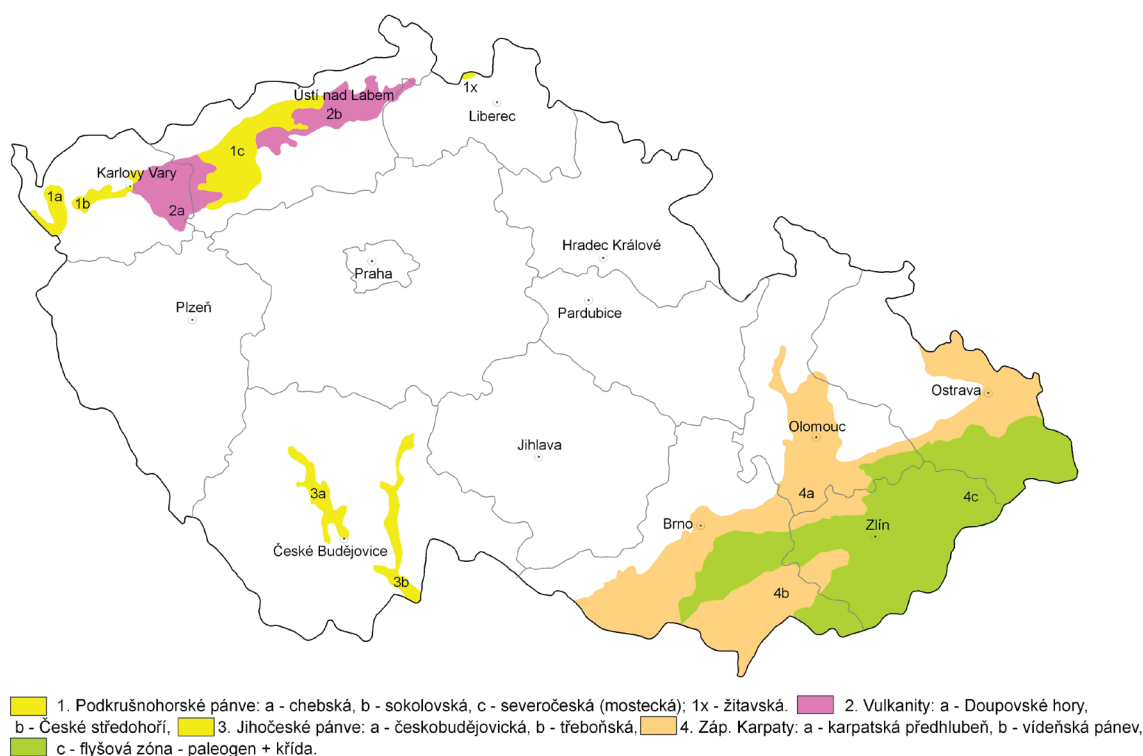 Ústí nad Labem
1x
2b
Liberec
1c
Karlovy Vary
1a
1b
2a
Hradec Králové
Praha
Plzeň
Pardubice
Ostrava
Olomouc
Jihlava
3a
4a
4c
Brno
Zlín
České Budějovice
3b
4b
1. Podkrušnohorské pánve: a - chebská, b - sokolovská, c - severočeská (mostecká); 1x - žitavská. 2. Vulkanity: a - Doupovské hory,
b - České středohoří, 3. Jihočeské pánve: a - českobudějovická, b - třeboňská, 4. Záp. Karpaty: a - karpatská předhlubeň, b - vídeňská pánev,
c - flyšová zóna - paleogen + křída.